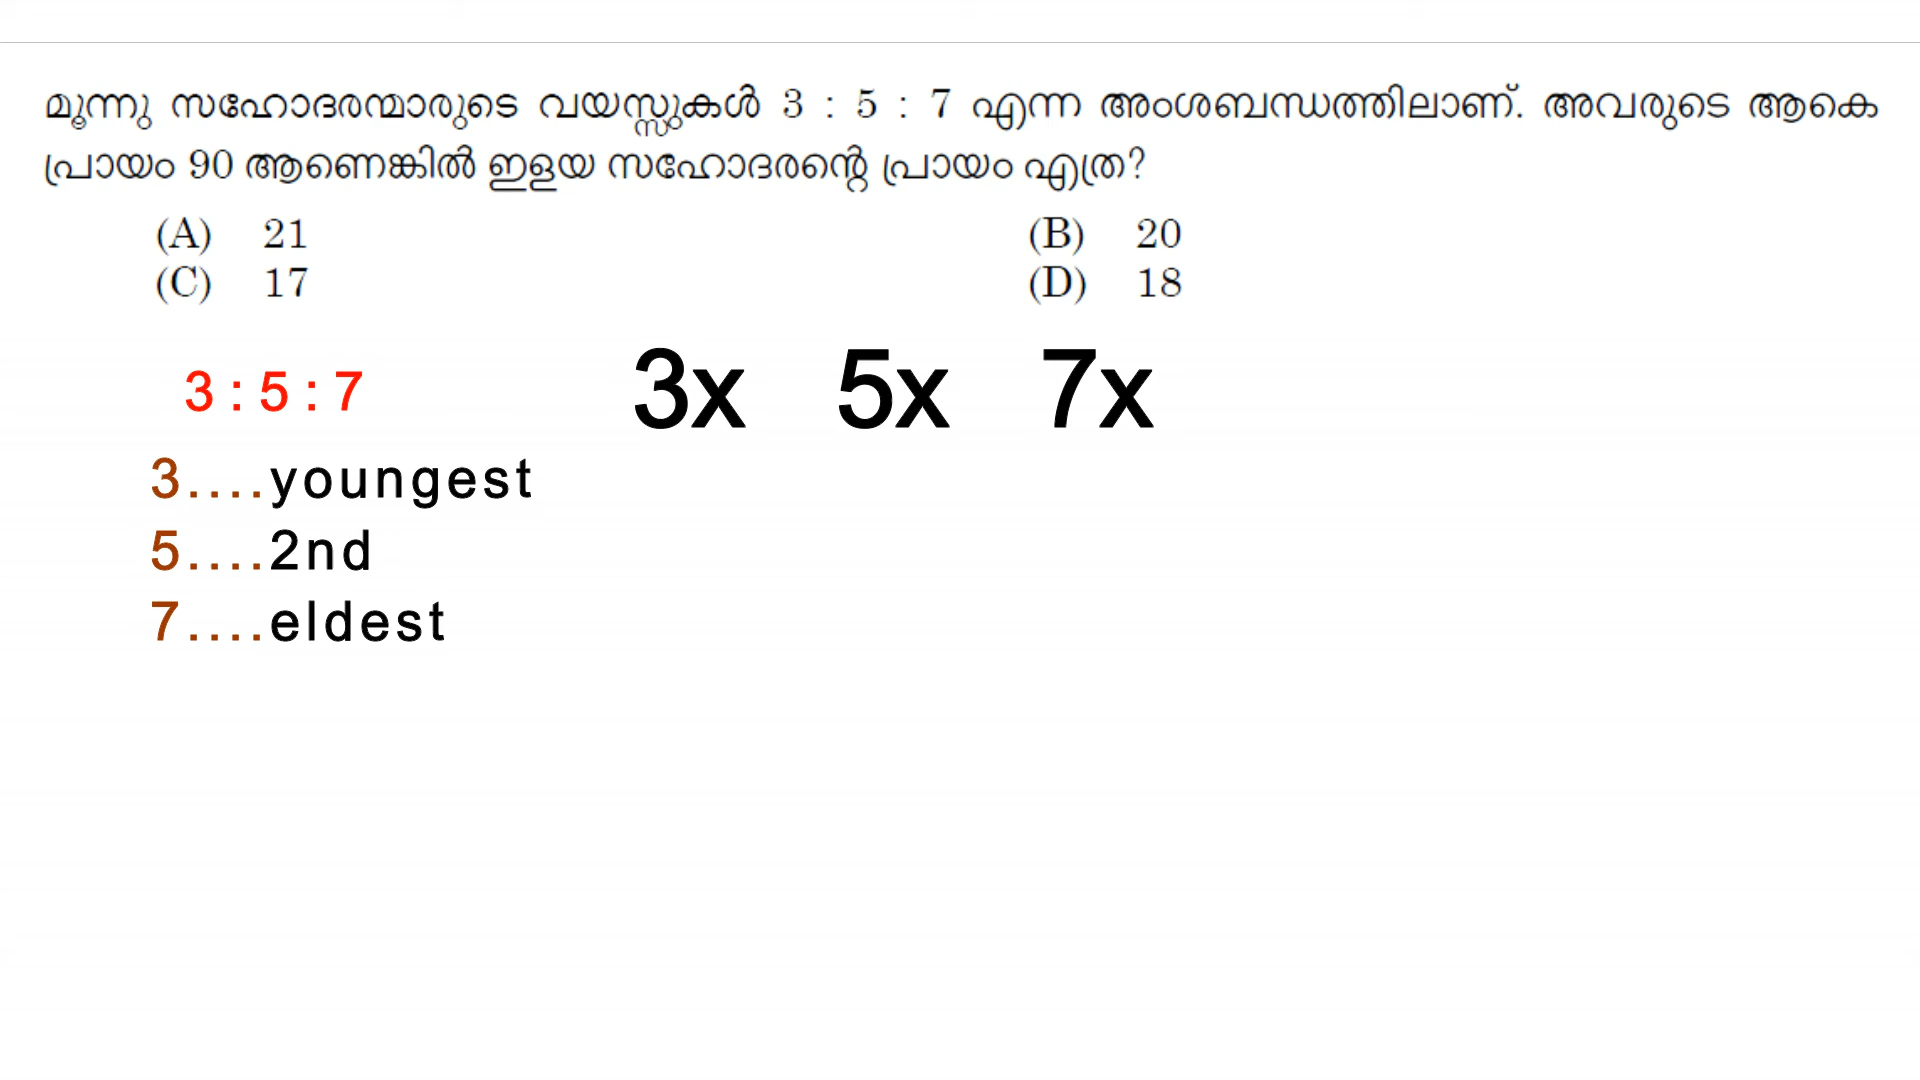 മൂന്നു സഹോദരന്മാരുടെ വയസ്സുകൾ 3 : 5 : 7 എന്ന അംശബന്ധത്തിലാണ്. അവരുടെ ആകെ
പ്രായം 90 ആണെങ്കിൽ ഇളയ സഹോദരന്റെ പ്രായം എത്ര?
(A) 21 (B) 20
(C) 17 (D) 18
3 : 5 : 7 3x 5x 7x
3....youngest
5....2nd
7....eldest